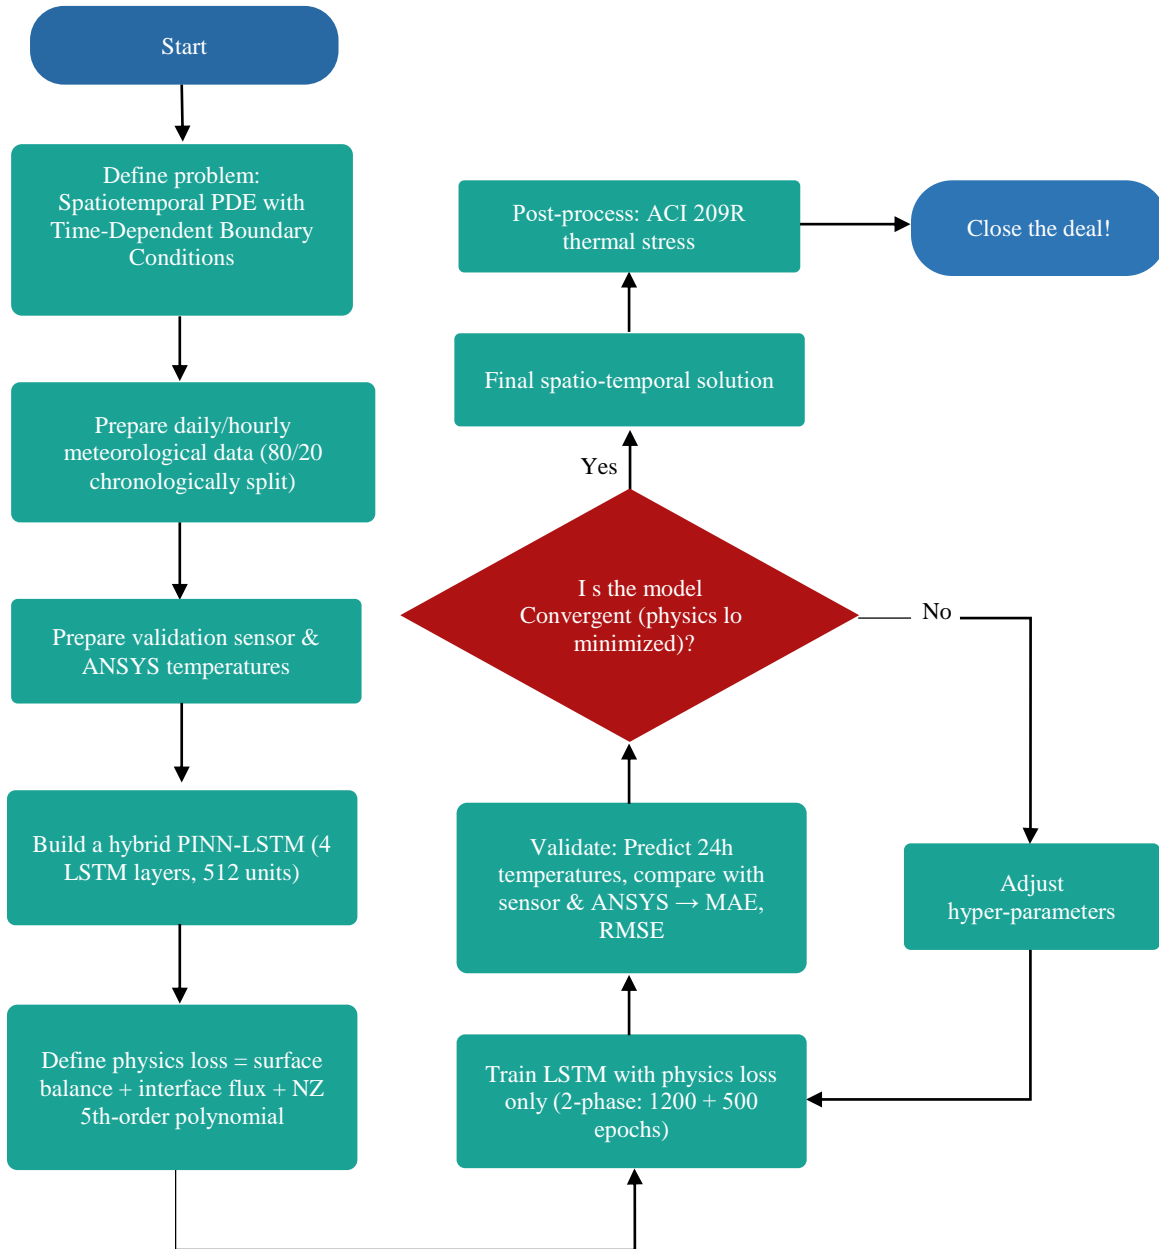 Start
Define problem:
Spatiotemporal PDE with
Time-Dependent Boundary
Conditions
Prepare daily/hourly
meteorological data (80/20
chronologically split)
Prepare validation sensor &
ANSYS temperatures
Build a hybrid PINN-LSTM (4
LSTM layers, 512 units)
Define physics loss = surface
balance + interface flux + NZ
5th-order polynomial
Train LSTM with physics loss
only (2-phase: 1200 + 500
epochs)
Validate: Predict 24h
temperatures, compare with
sensor & ANSYS → MAE,
RMSE
I s the model
Convergent (physics lo
minimized)?
No
Adjust
hyper-parameters
Yes
Final spatio-temporal solution
Post-process: ACI 209R
thermal stress
Close the deal!